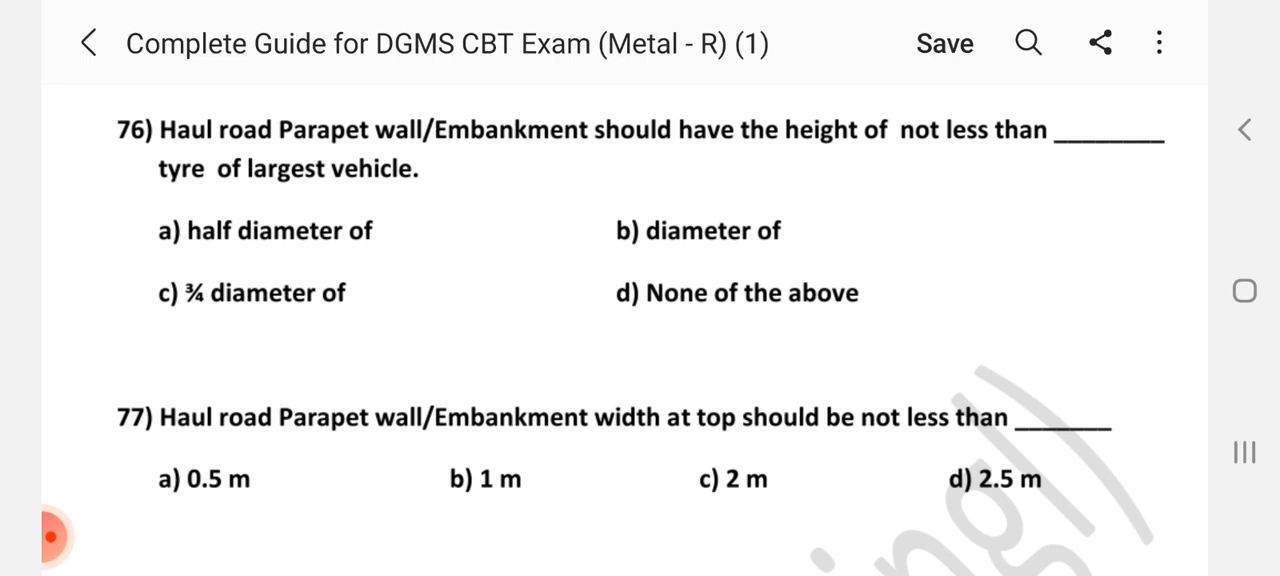 Complete Guide for DGMS CBT Exam (Metal - R) (1) Save
76) Haul road Parapet wall/Embankment should have the height of not less than ________
tyre of largest vehicle.
a) half diameter of b) diameter of
c) ¾ diameter of d) None of the above
77) Haul road Parapet wall/Embankment width at top should be not less than _______
a) 0.5 m b) 1 m c) 2 m d) 2.5 m